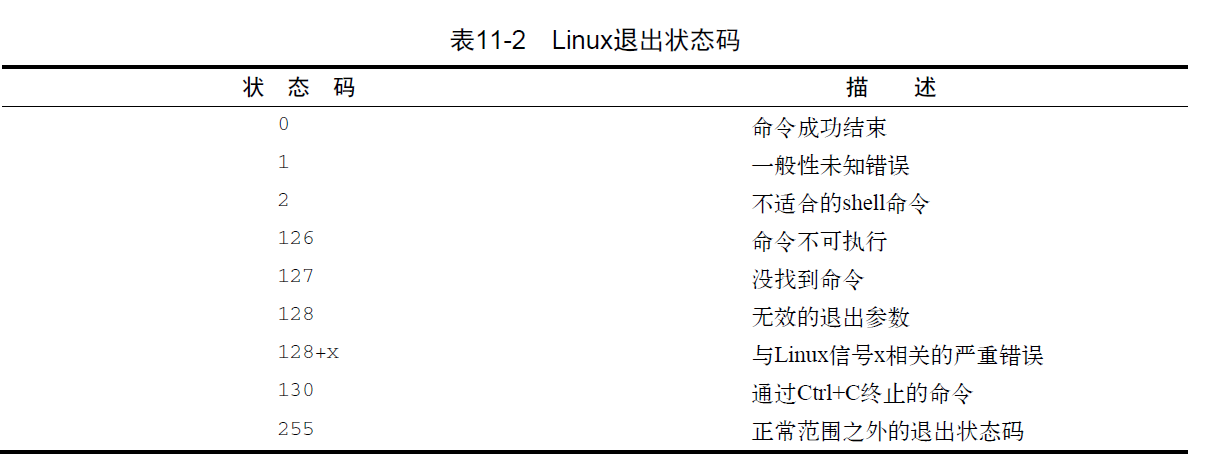 表11-2 Linux退出状态码
状 态 码 描 述
0 命令成功结束
1 一般性未知错误
2 不适合的shell命令
126 命令不可执行
127 没找到命令
128 无效的退出参数
128+x 与Linux信号x相关的严重错误
130 通过Ctrl+C终止的命令
255 正常范围之外的退出状态码